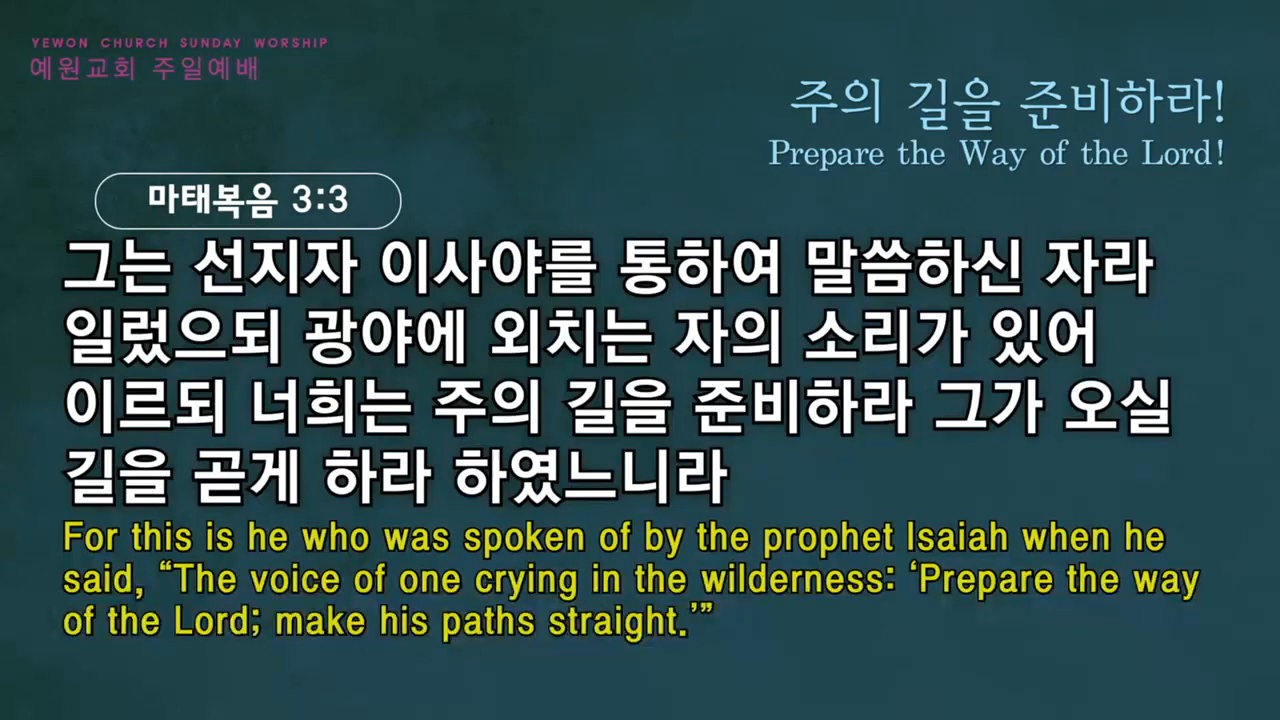 YEWON CHURCH SUNDAY WORSHIP
예원교회 주일예배
주의 길을 준비하라!
Prepare the Way of the Lord!
마태복음 3:3
그는 선지자 이사야를 통하여 말씀하신 자라
일렀으되 광야에 외치는 자의 소리가 있어
이르되 너희는 주의 길을 준비하라 그가 오실
길을 곧게 하라 하였느니라
For this is he who was spoken of by the prophet Isaiah when he
said, “The voice of one crying in the wilderness: ‘Prepare the way
of the Lord; make his paths straight.’”